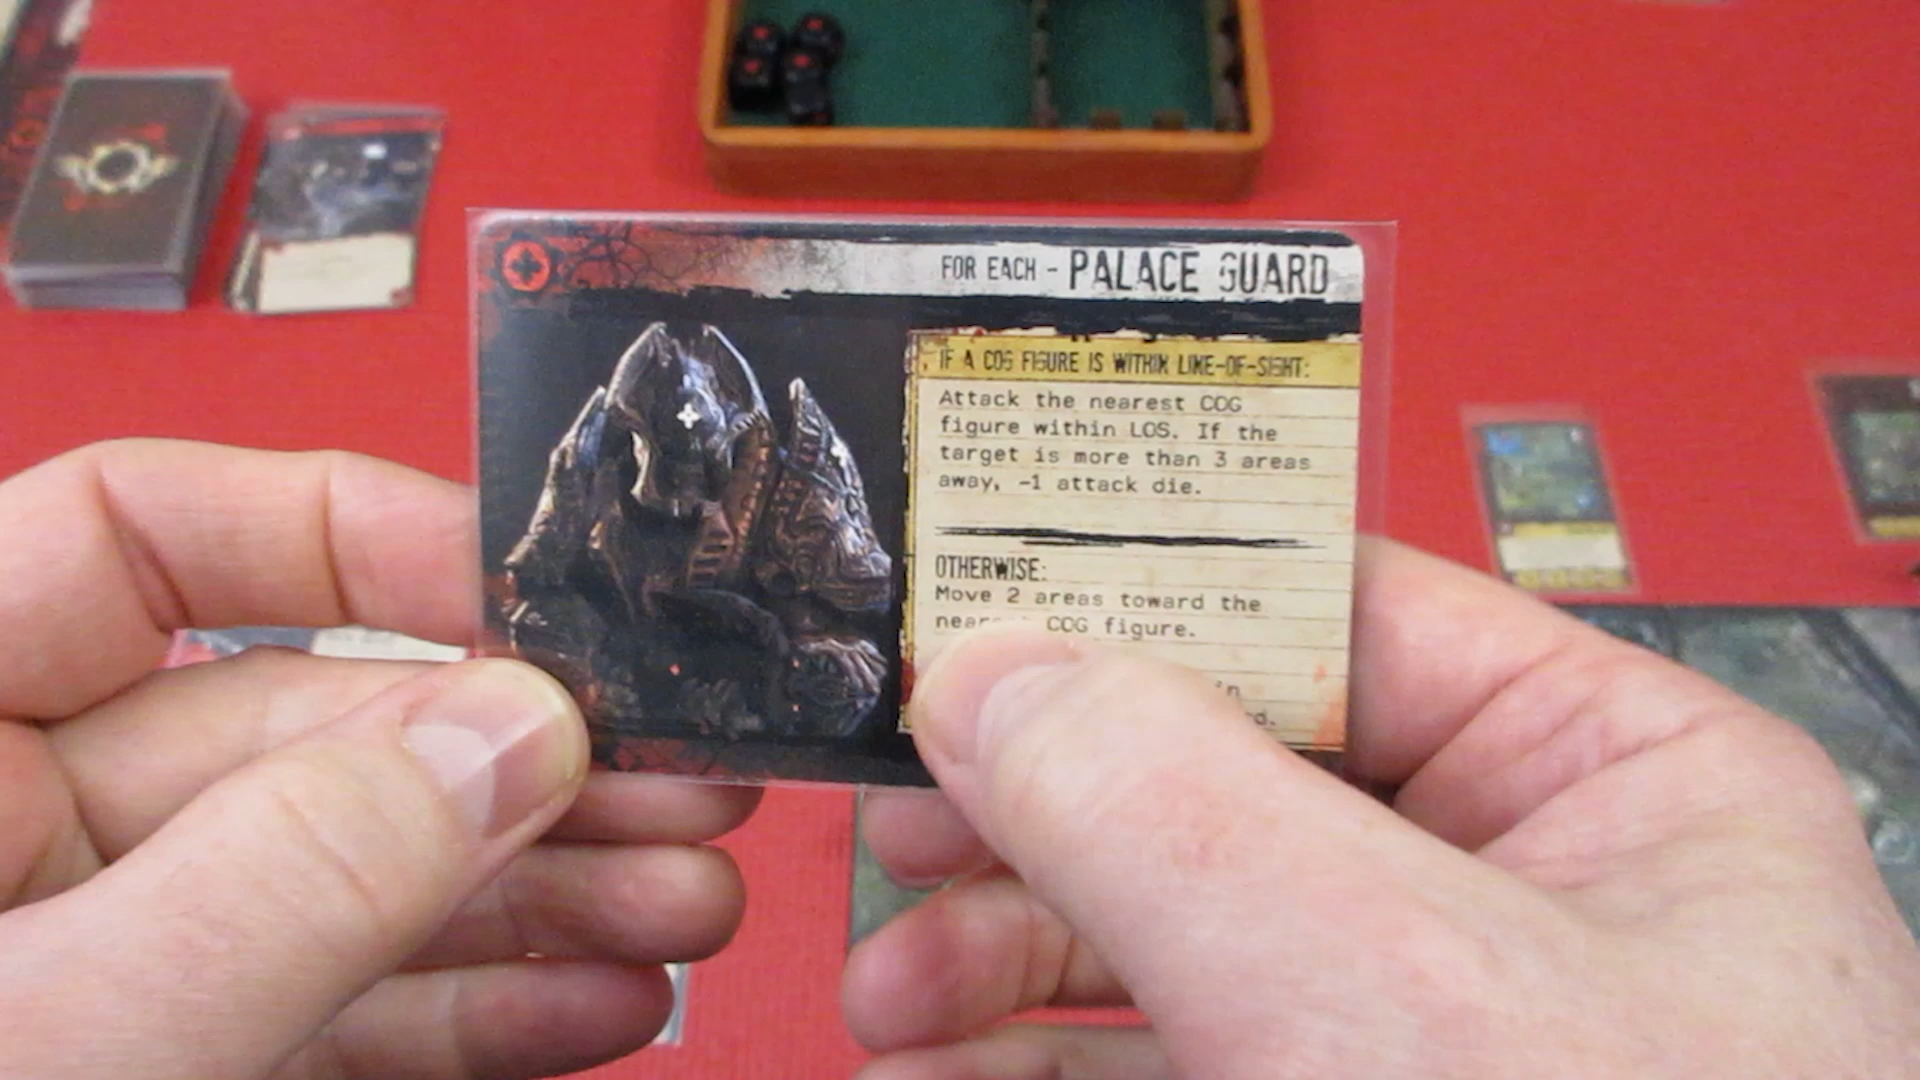 FOR EACH - PALACE GUARD
IF A COG FIGURE IS WITHIN LINE-OF-SIGHT:
Attack the nearest COG
figure within LOS. If the
target is more than 3 areas
away, -1 attack die.
OTHERWISE:
Move 2 areas toward the
COG figure.